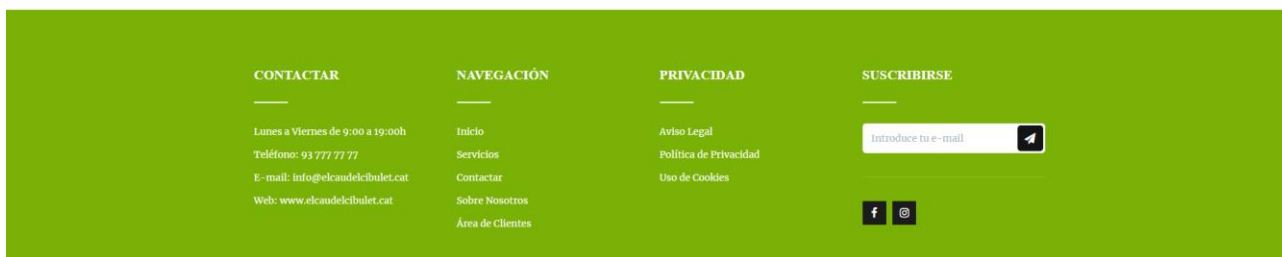 CONTACTAR
Lunes a Viernes de 9:00 a 19:00h
Teléfono: 93 777 77 77
E-mail: info@elcaudelcibulet.cat
Web: www.elcaudelcibulet.cat
NAVEGACIÓN
Inicio
Servicios
Contactar
Sobre Nosotros
Área de Clientes
PRIVACIDAD
Aviso Legal
Política de Privacidad
Uso de Cookies
SUSCRIBIRSE
Introduce tu e-mail